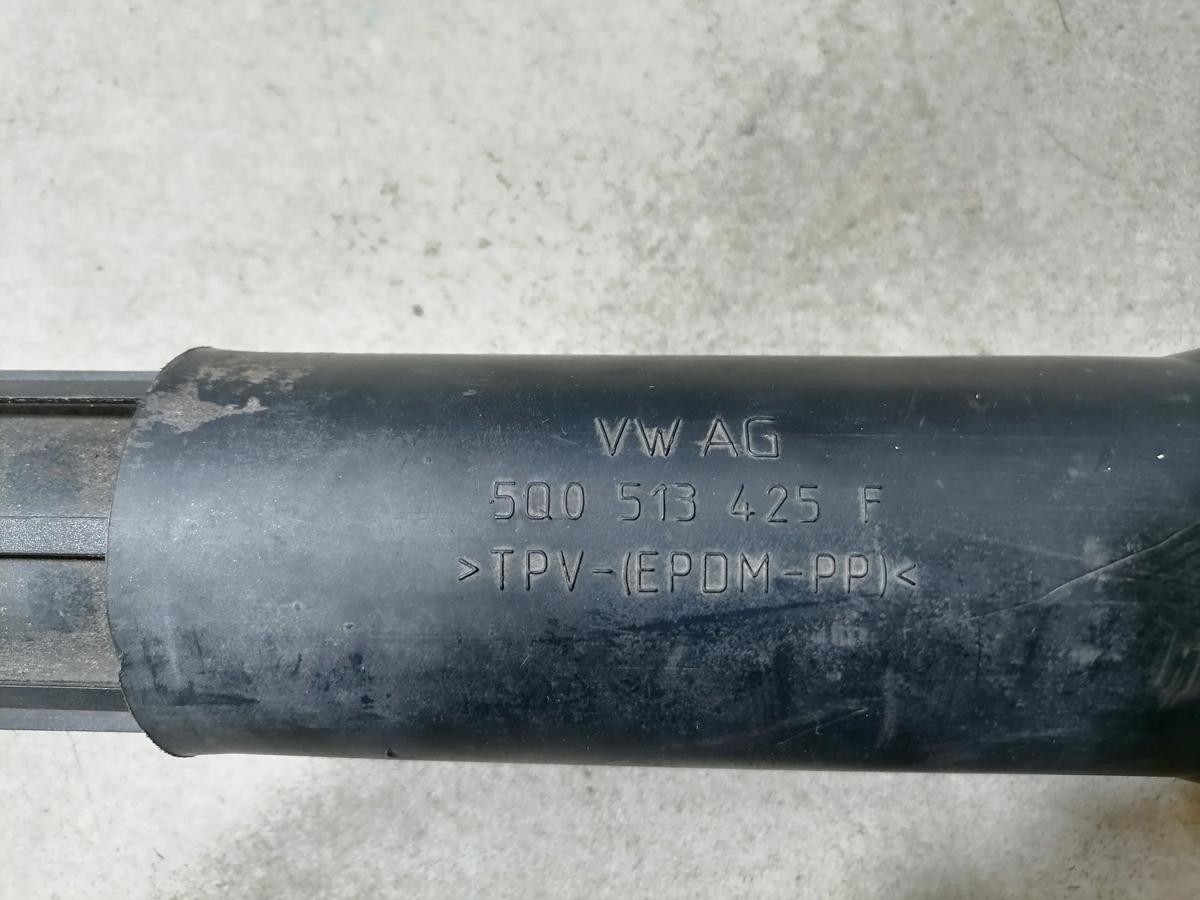 VW AG
5Q0 513 425 F
>TPV-(EPDM-PP)<